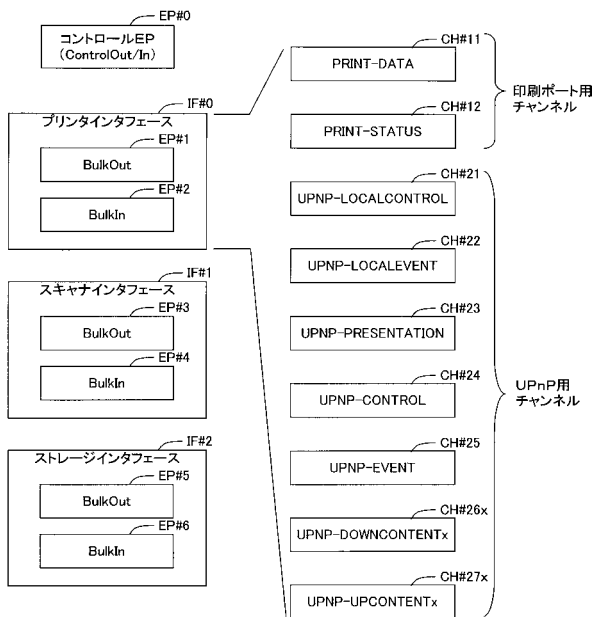 EP#0
コントロールEP
(ControlOut/In)
IF#0
プリンタインタフェース
EP#1
BulkOut
EP#2
BulkIn
IF#1
スキャナインタフェース
EP#3
BulkOut
EP#4
BulkIn
IF#2
ストレージインタフェース
EP#5
BulkOut
EP#6
BulkIn
CH#11
PRINT-DATA
CH#12
PRINT-STATUS
印刷ポート用
チャンネル
CH#21
UPNP-LOCALCONTROL
CH#22
UPNP-LOCALEVENT
CH#23
UPNP-PRESENTATION
CH#24
UPNP-CONTROL
CH#25
UPNP-EVENT
CH#26x
UPNP-DOWNCONTENTx
CH#27x
UPNP-UPCONTENTx
UPnP用
チャンネル